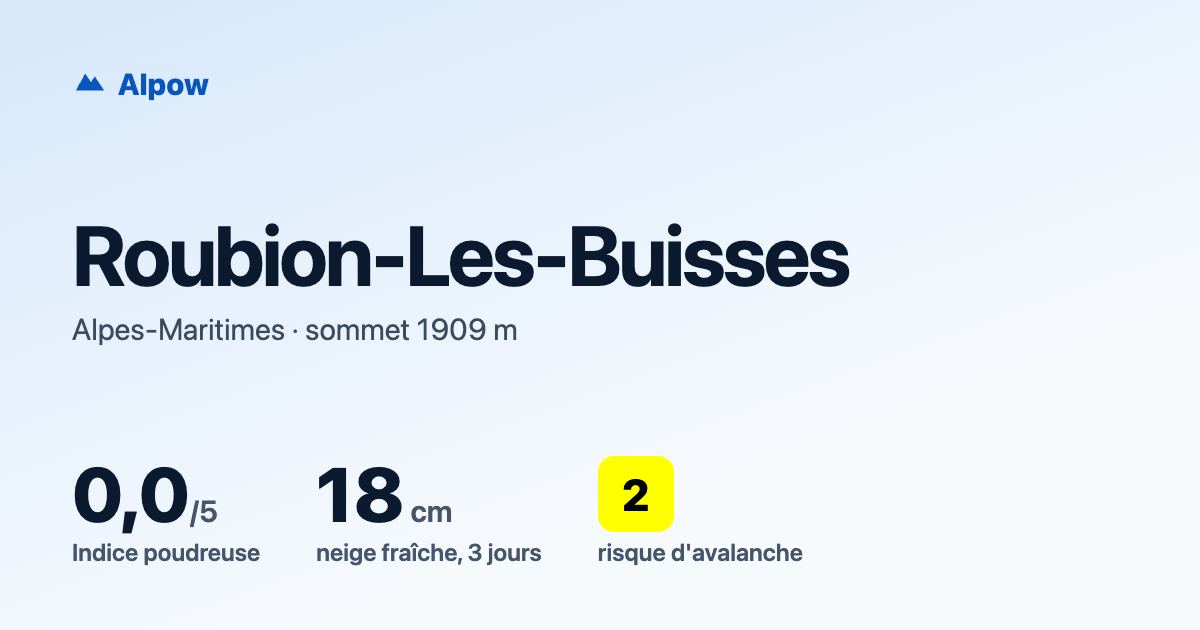 Alpow
Roubion-Les-Buisses
Alpes-Maritimes · sommet 1909 m
0,0/5
Indice poudreuse
18 cm
neige fraîche, 3 jours
2
risque d'avalanche